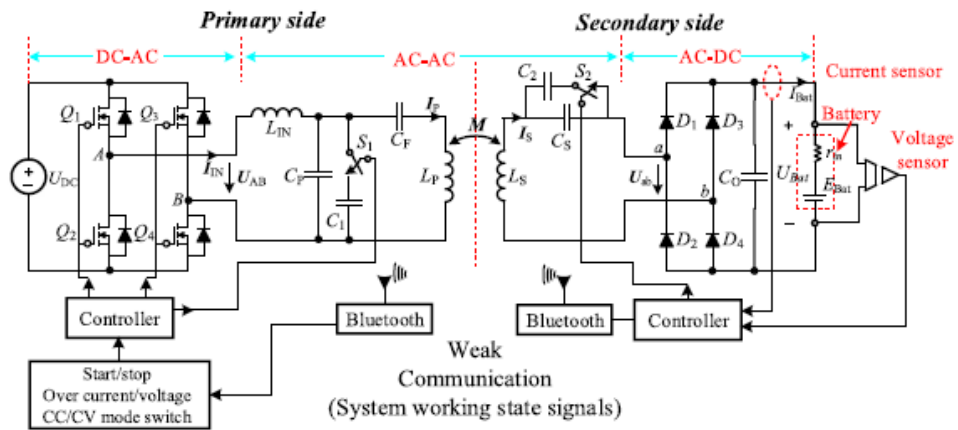 Primary side
Secondary side
DC-AC
AC-AC
AC-DC
Current sensor
Battery
Voltage
sensor
Q1
Q3
Q2
Q4
UDC
A
B
LIN
IIN
UAB
CP
S1
C1
CF
IP
LP
M
LS
IS
C2
S2
CS
a
b
Uab
D1
D3
D2
D4
CO
IBat
+
UBat
−
rin
EBat
Controller
Bluetooth
Bluetooth
Controller
Start/stop
Over current/voltage
CC/CV mode switch
Weak
Communication
(System working state signals)